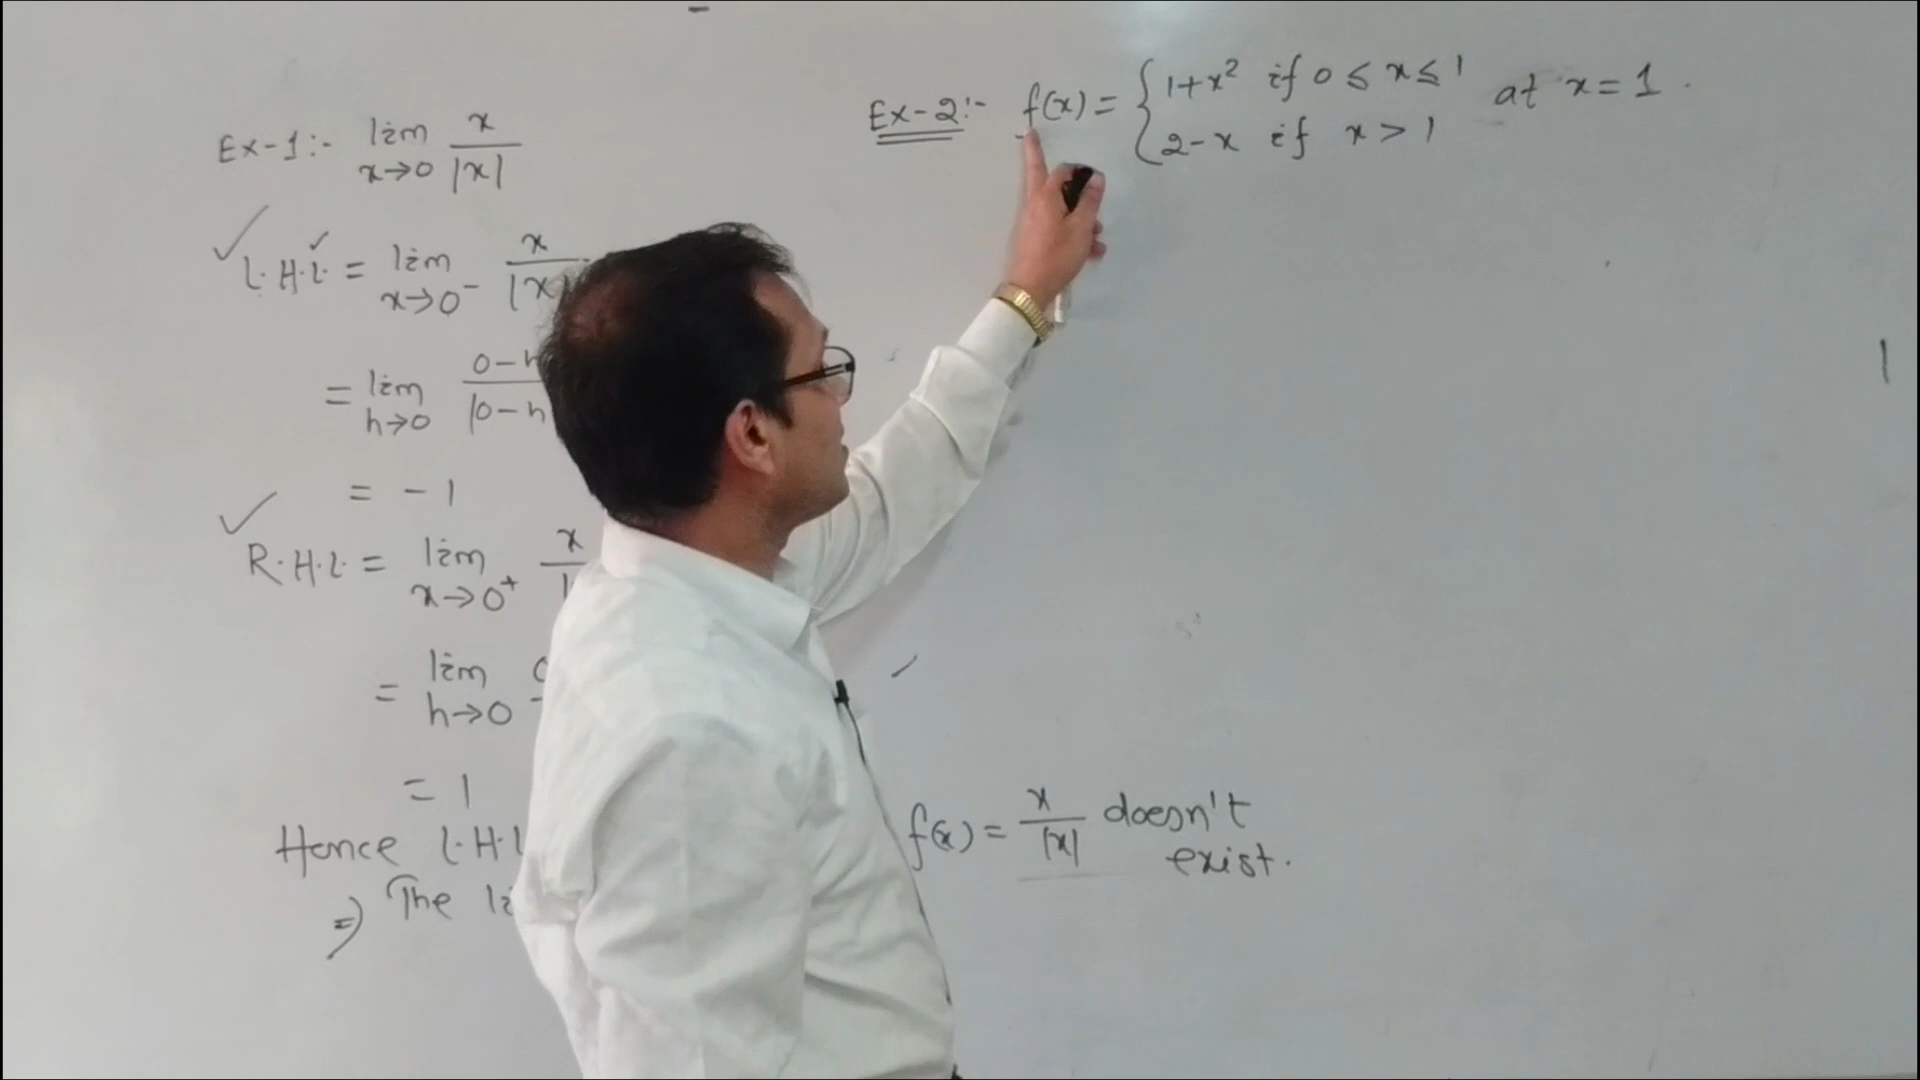 Ex-1:- lim x→0 x/|x|
L.H.L = lim x→0⁻ x/|x|
= lim h→0 0-h/|0-h
= -1
R.H.L = lim x→0⁺ x
= lim h→0
= 1
Hence L.H.L
⇒ The
f(x) = x/|x| doesn't exist.
Ex-2:- f(x) = { 1+x² if 0 ≤ x ≤ 1 at x = 1.
2-x if x > 1